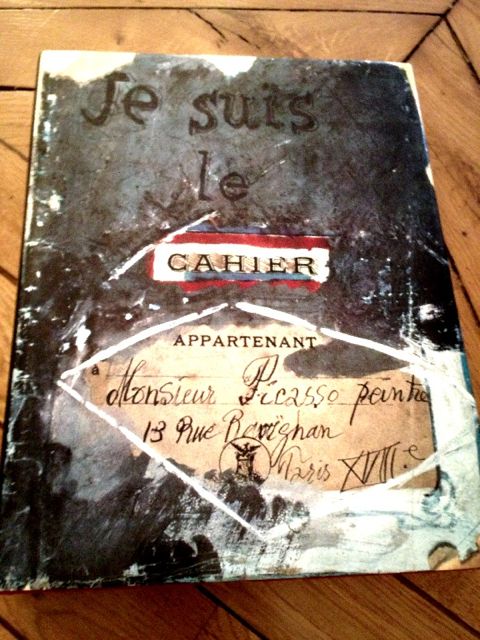 Je suis
le
CAHIER
APPARTENANT
à Monsieur Picasso peintre
13 Rue Ravignan
Paris XVIIIe